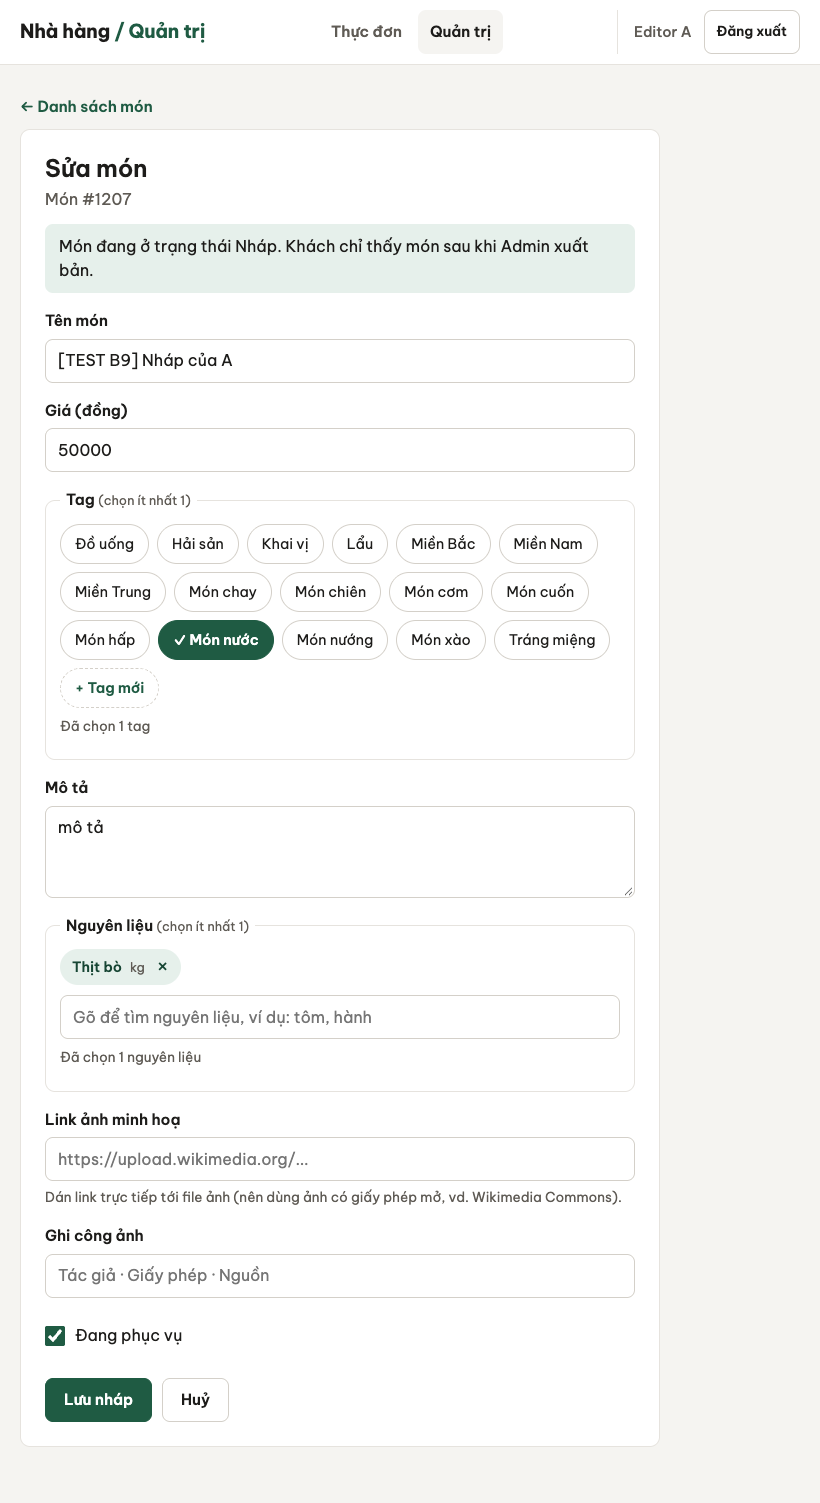 Nhà hàng / Quản trị
Thực đơn
Quản trị
Editor A
Đăng xuất
← Danh sách món
Sửa món
Món #1207
Món đang ở trạng thái Nháp. Khách chỉ thấy món sau khi Admin xuất
bản.
Tên món
[TEST B9] Nháp của A
Giá (đồng)
50000
Tag (chọn ít nhất 1)
Đồ uống
Hải sản
Khai vị
Lẩu
Miền Bắc
Miền Nam
Miền Trung
Món chay
Món chiên
Món cơm
Món cuốn
Món hấp
✓ Món nước
Món nướng
Món xào
Tráng miệng
+ Tag mới
Đã chọn 1 tag
Mô tả
mô tả
Nguyên liệu (chọn ít nhất 1)
Thịt bò kg ✕
Gõ để tìm nguyên liệu, ví dụ: tôm, hành
Đã chọn 1 nguyên liệu
Link ảnh minh hoạ
https://upload.wikimedia.org/...
Dán link trực tiếp tới file ảnh (nên dùng ảnh có giấy phép mở, vd. Wikimedia Commons).
Ghi công ảnh
Tác giả · Giấy phép · Nguồn
Đang phục vụ
Lưu nháp
Huỷ